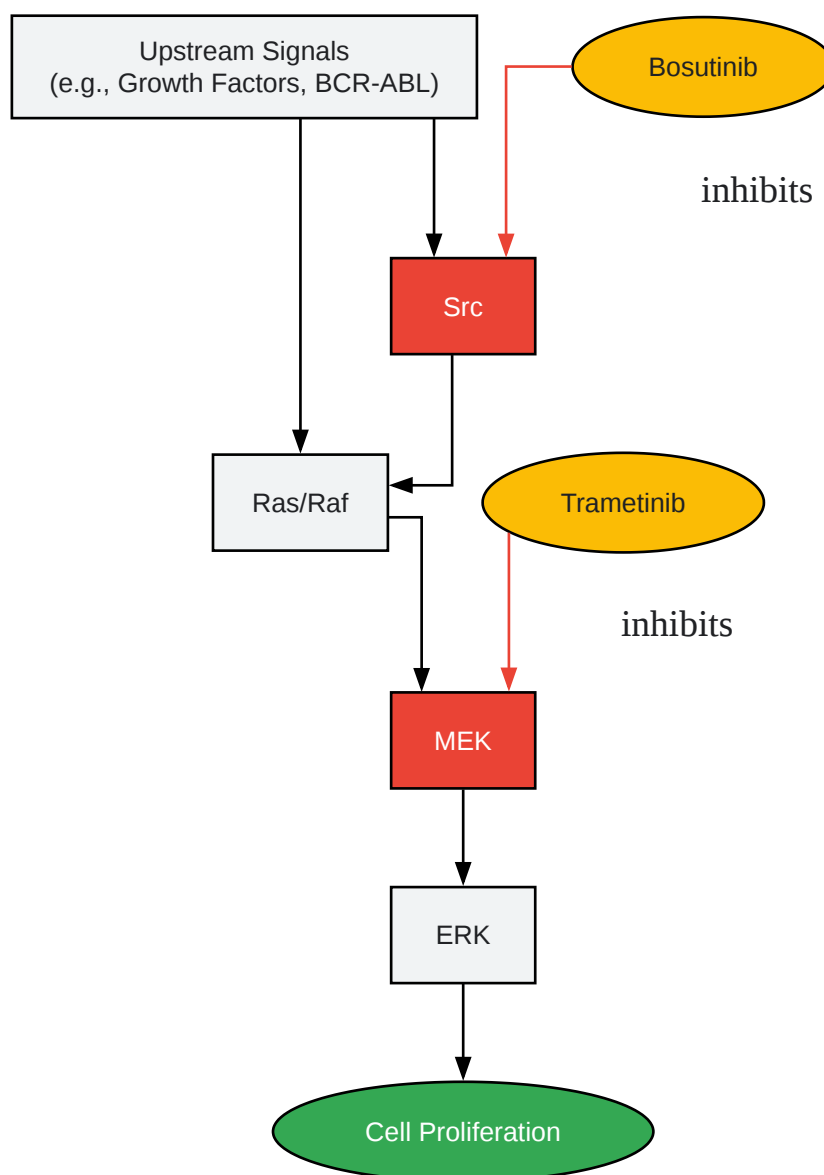 Upstream Signals
(e.g., Growth Factors, BCR-ABL)
Bosutinib
inhibits
Src
Ras/Raf
Trametinib
inhibits
MEK
ERK
Cell Proliferation